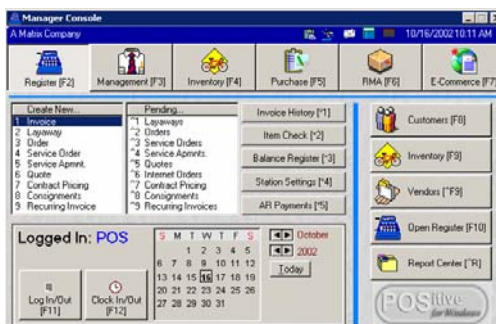 Manager Console
A Matrix Company
10/16/2002 10:11 AM
Register [F2]
Management [F3]
Inventory [F4]
Purchase [F5]
RMA [F6]
E-Commerce [F7]
Create New...
1 Invoice
2 Layaway
3 Order
4 Service Order
5 Service Apmnt.
6 Quote
7 Contract Pricing
8 Consignments
9 Recurring Invoice
Pending...
^1 Layaways
^2 Orders
^3 Service Orders
^4 Service Apmnts.
^5 Quotes
^6 Internet Orders
^7 Contract Pricing
^8 Consignments
^9 Recurring Invoices
Invoice History [*1]
Item Check [*2]
Balance Register [*3]
Station Settings [*4]
AR Payments [*5]
Customers [F8]
Inventory [F9]
Vendors [^F9]
Open Register [F10]
Report Center [^R]
Logged In: POS
Log In/Out
[F11]
Clock In/Out
[F12]
S M T W T F S
1 2 3 4 5
6 7 8 9 10 11 12
13 14 15 16 17 18 19
20 21 22 23 24 25 26
27 28 29 30 31
October
2002
Today
POSitive
for Windows